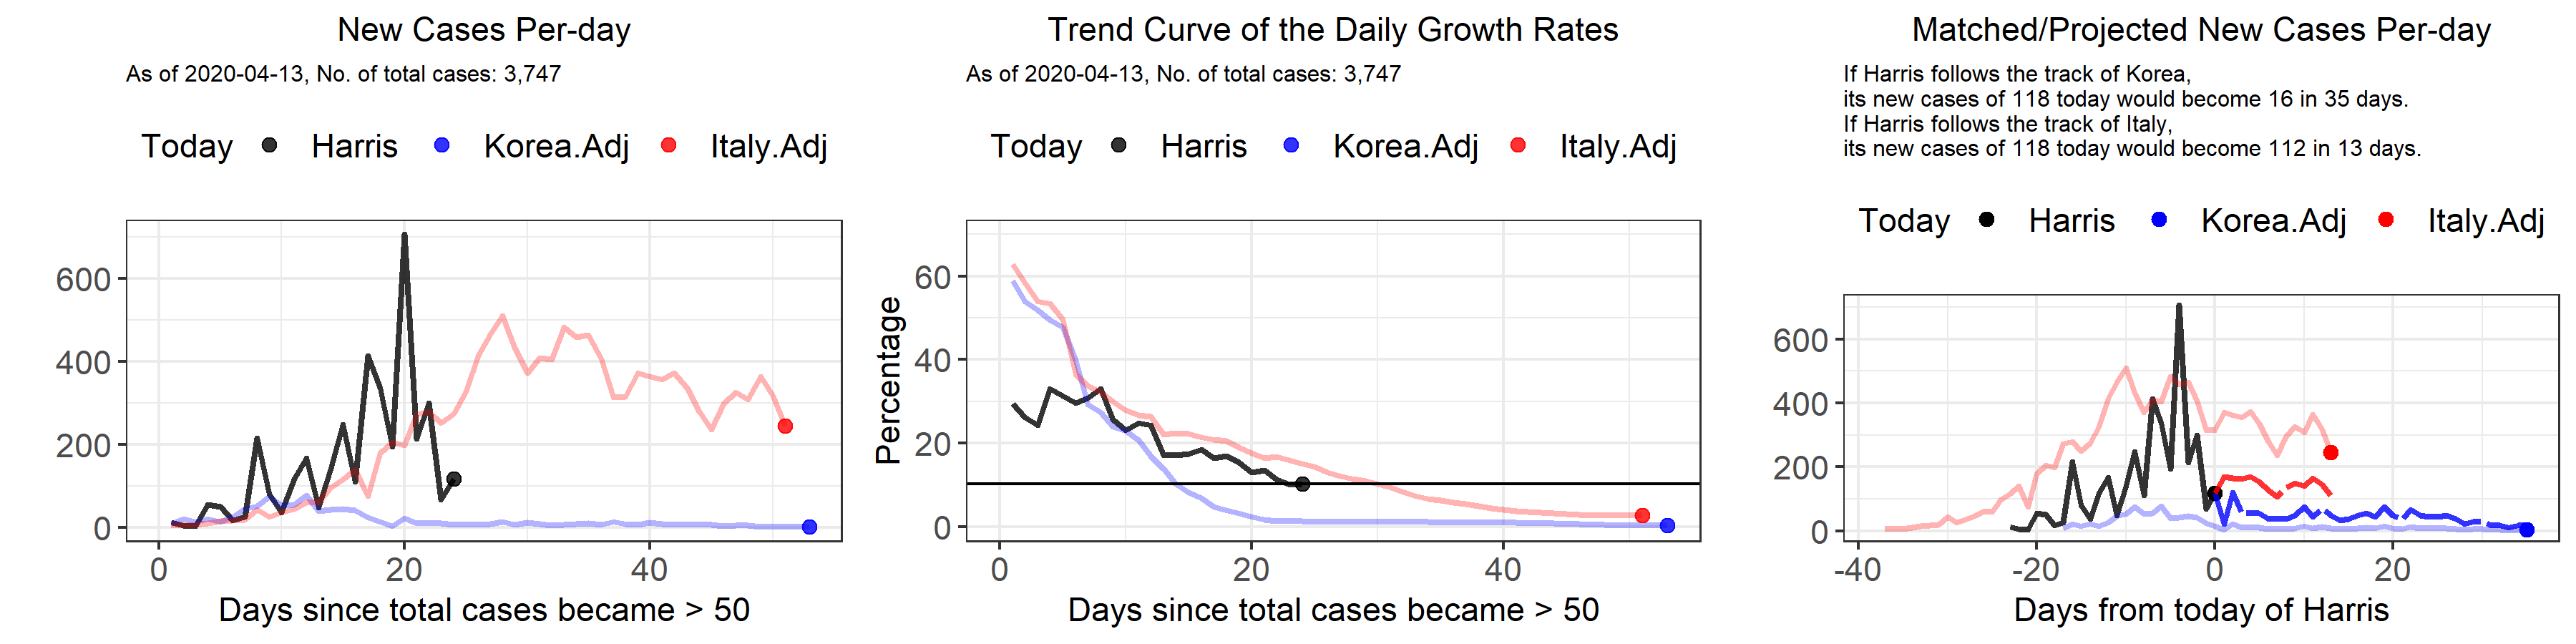 New Cases Per-day
As of 2020-04-13, No. of total cases: 3,747
Today Harris Korea.Adj Italy.Adj
600
400
200
0
0 20 40
Days since total cases became > 50
Trend Curve of the Daily Growth Rates
As of 2020-04-13, No. of total cases: 3,747
Today Harris Korea.Adj Italy.Adj
Percentage
60
40
20
0
0 20 40
Days since total cases became > 50
Matched/Projected New Cases Per-day
If Harris follows the track of Korea,
its new cases of 118 today would become 16 in 35 days.
If Harris follows the track of Italy,
its new cases of 118 today would become 112 in 13 days.
Today Harris Korea.Adj Italy.Adj
600
400
200
0
-40 -20 0 20
Days from today of Harris